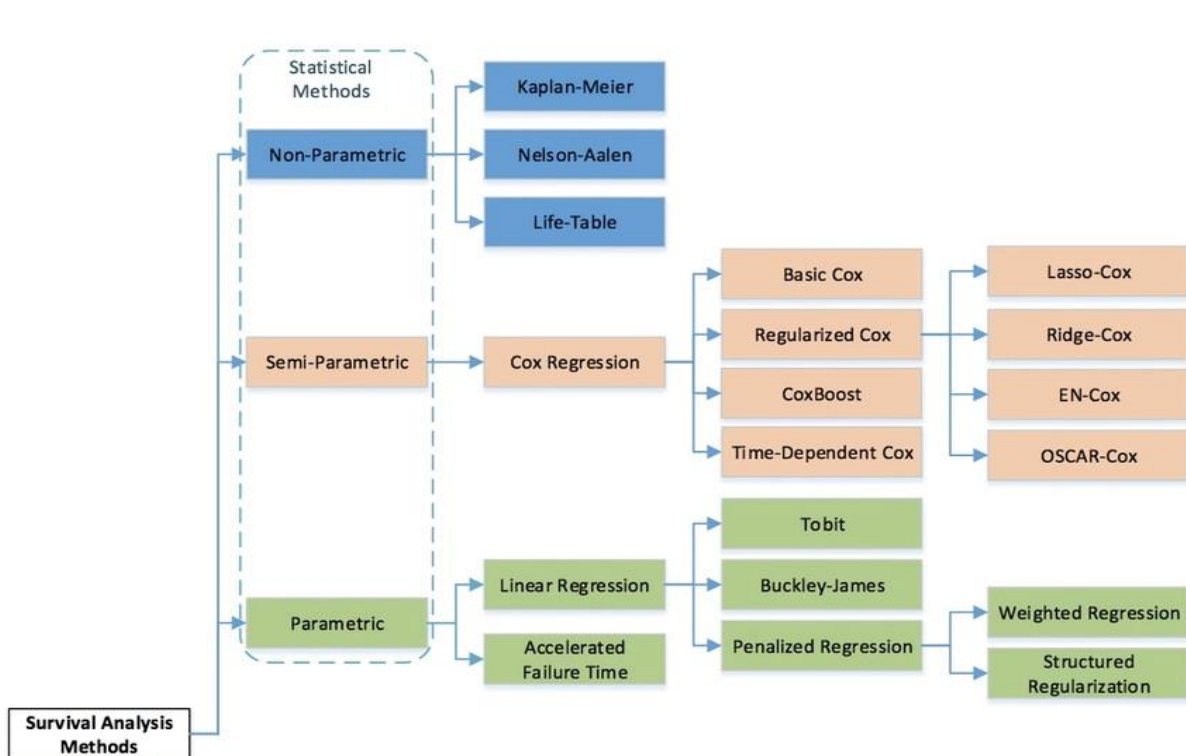 Statistical
Methods
Kaplan-Meier
Non-Parametric
Nelson-Aalen
Life-Table
Basic Cox
Lasso-Cox
Regularized Cox
Ridge-Cox
Semi-Parametric
Cox Regression
CoxBoost
EN-Cox
Time-Dependent Cox
OSCAR-Cox
Tobit
Linear Regression
Buckley-James
Parametric
Weighted Regression
Accelerated
Failure Time
Penalized Regression
Structured
Regularization
Survival Analysis
Methods